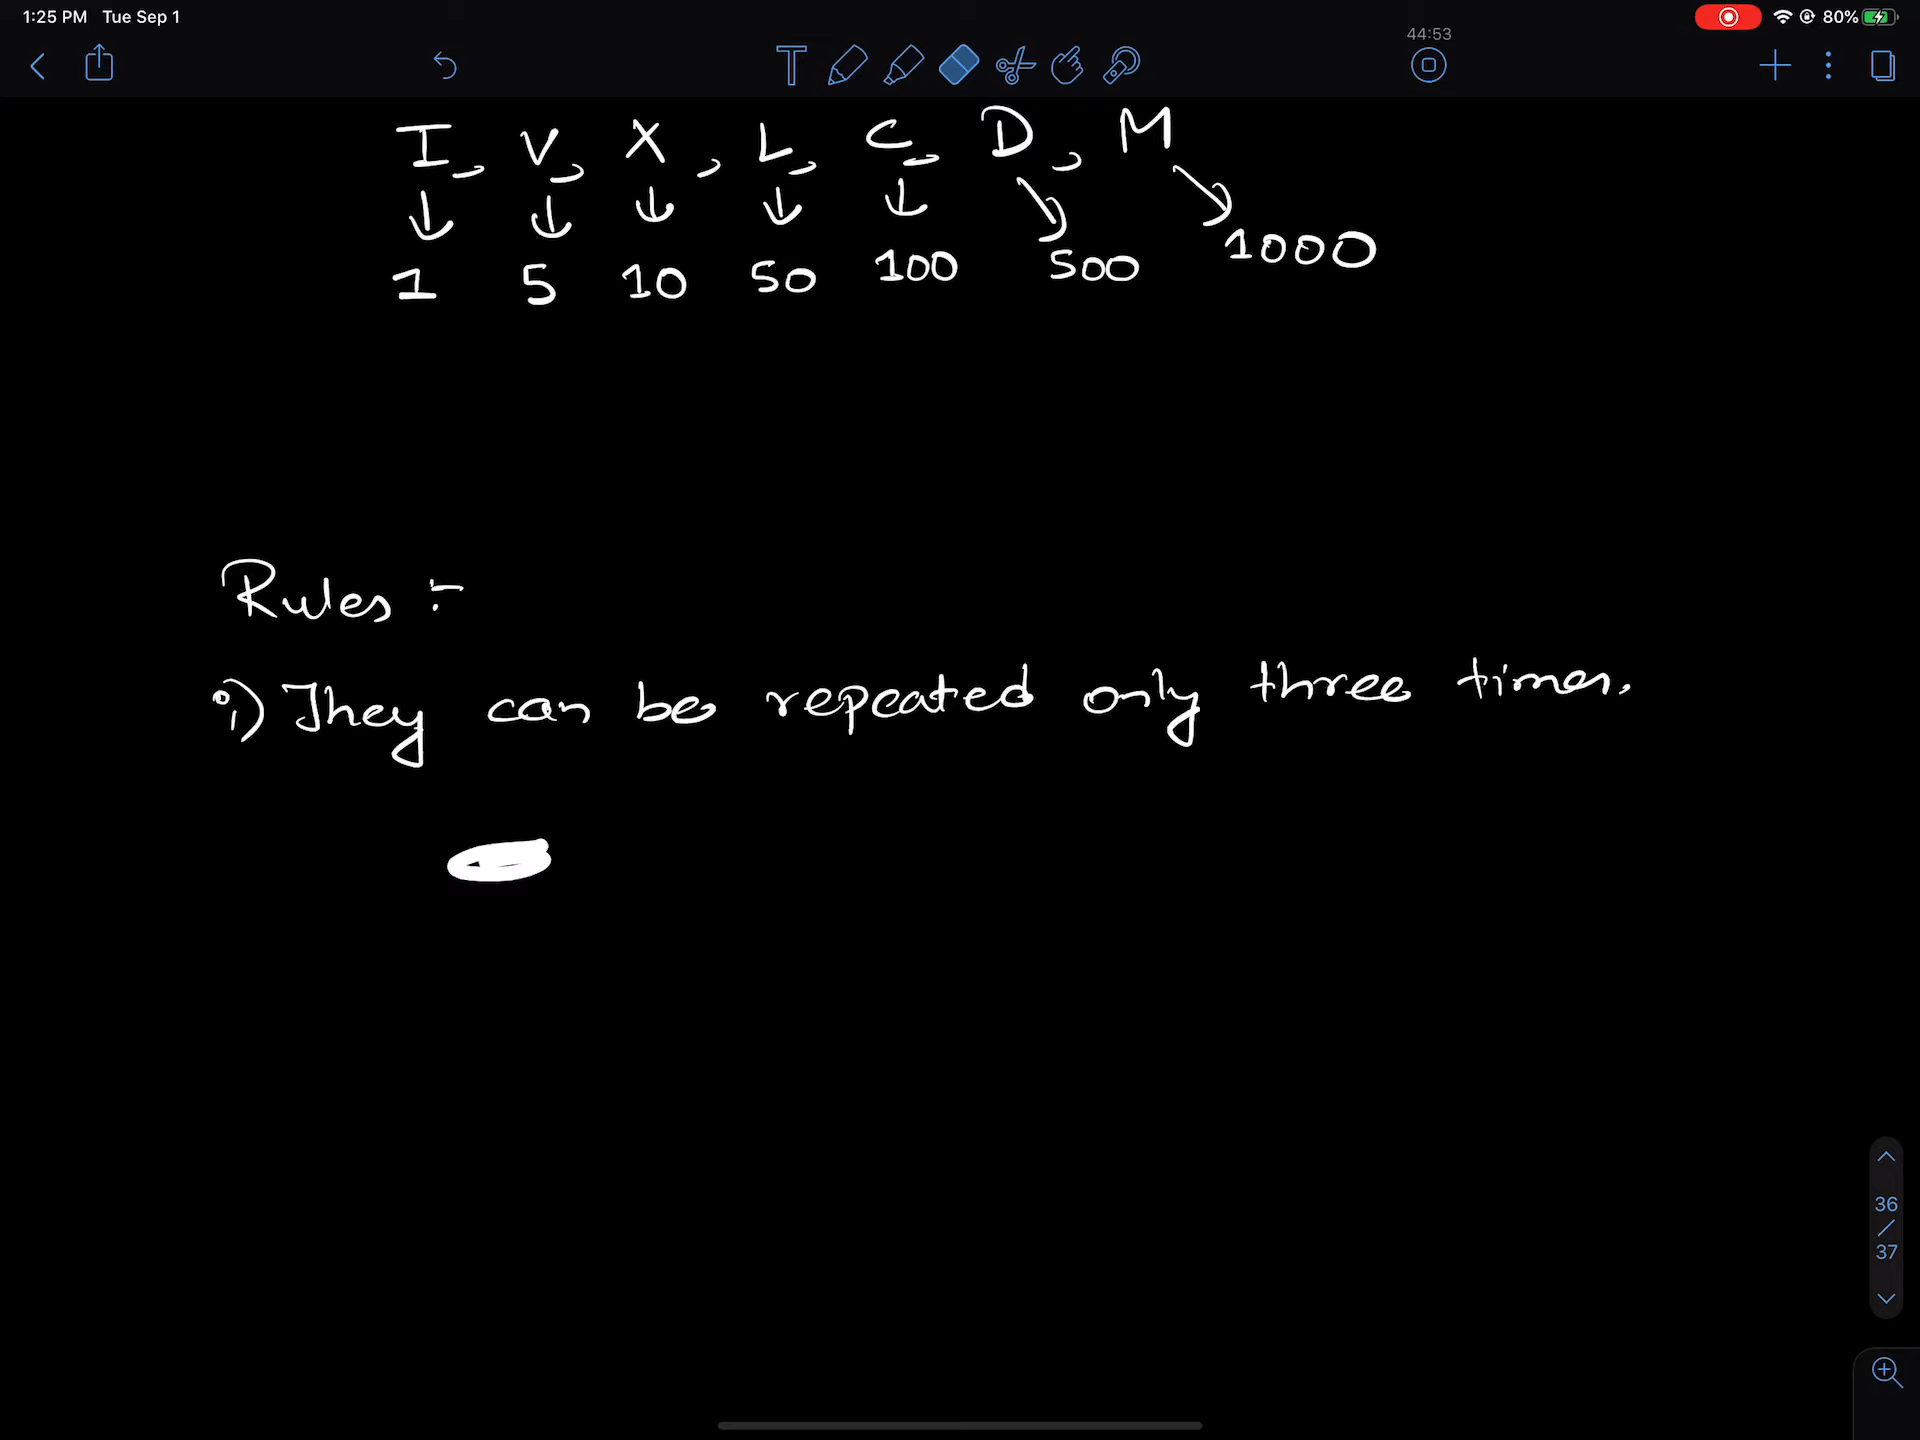 1:25 PM Tue Sep 1 80%
44:53
T
I, V, X, L, C, D, M
↓ ↓ ↓ ↓ ↓ ↘ ↘
1 5 10 50 100 500 1000
Rules :-
i) They can be repeated only three times.
36
/
37